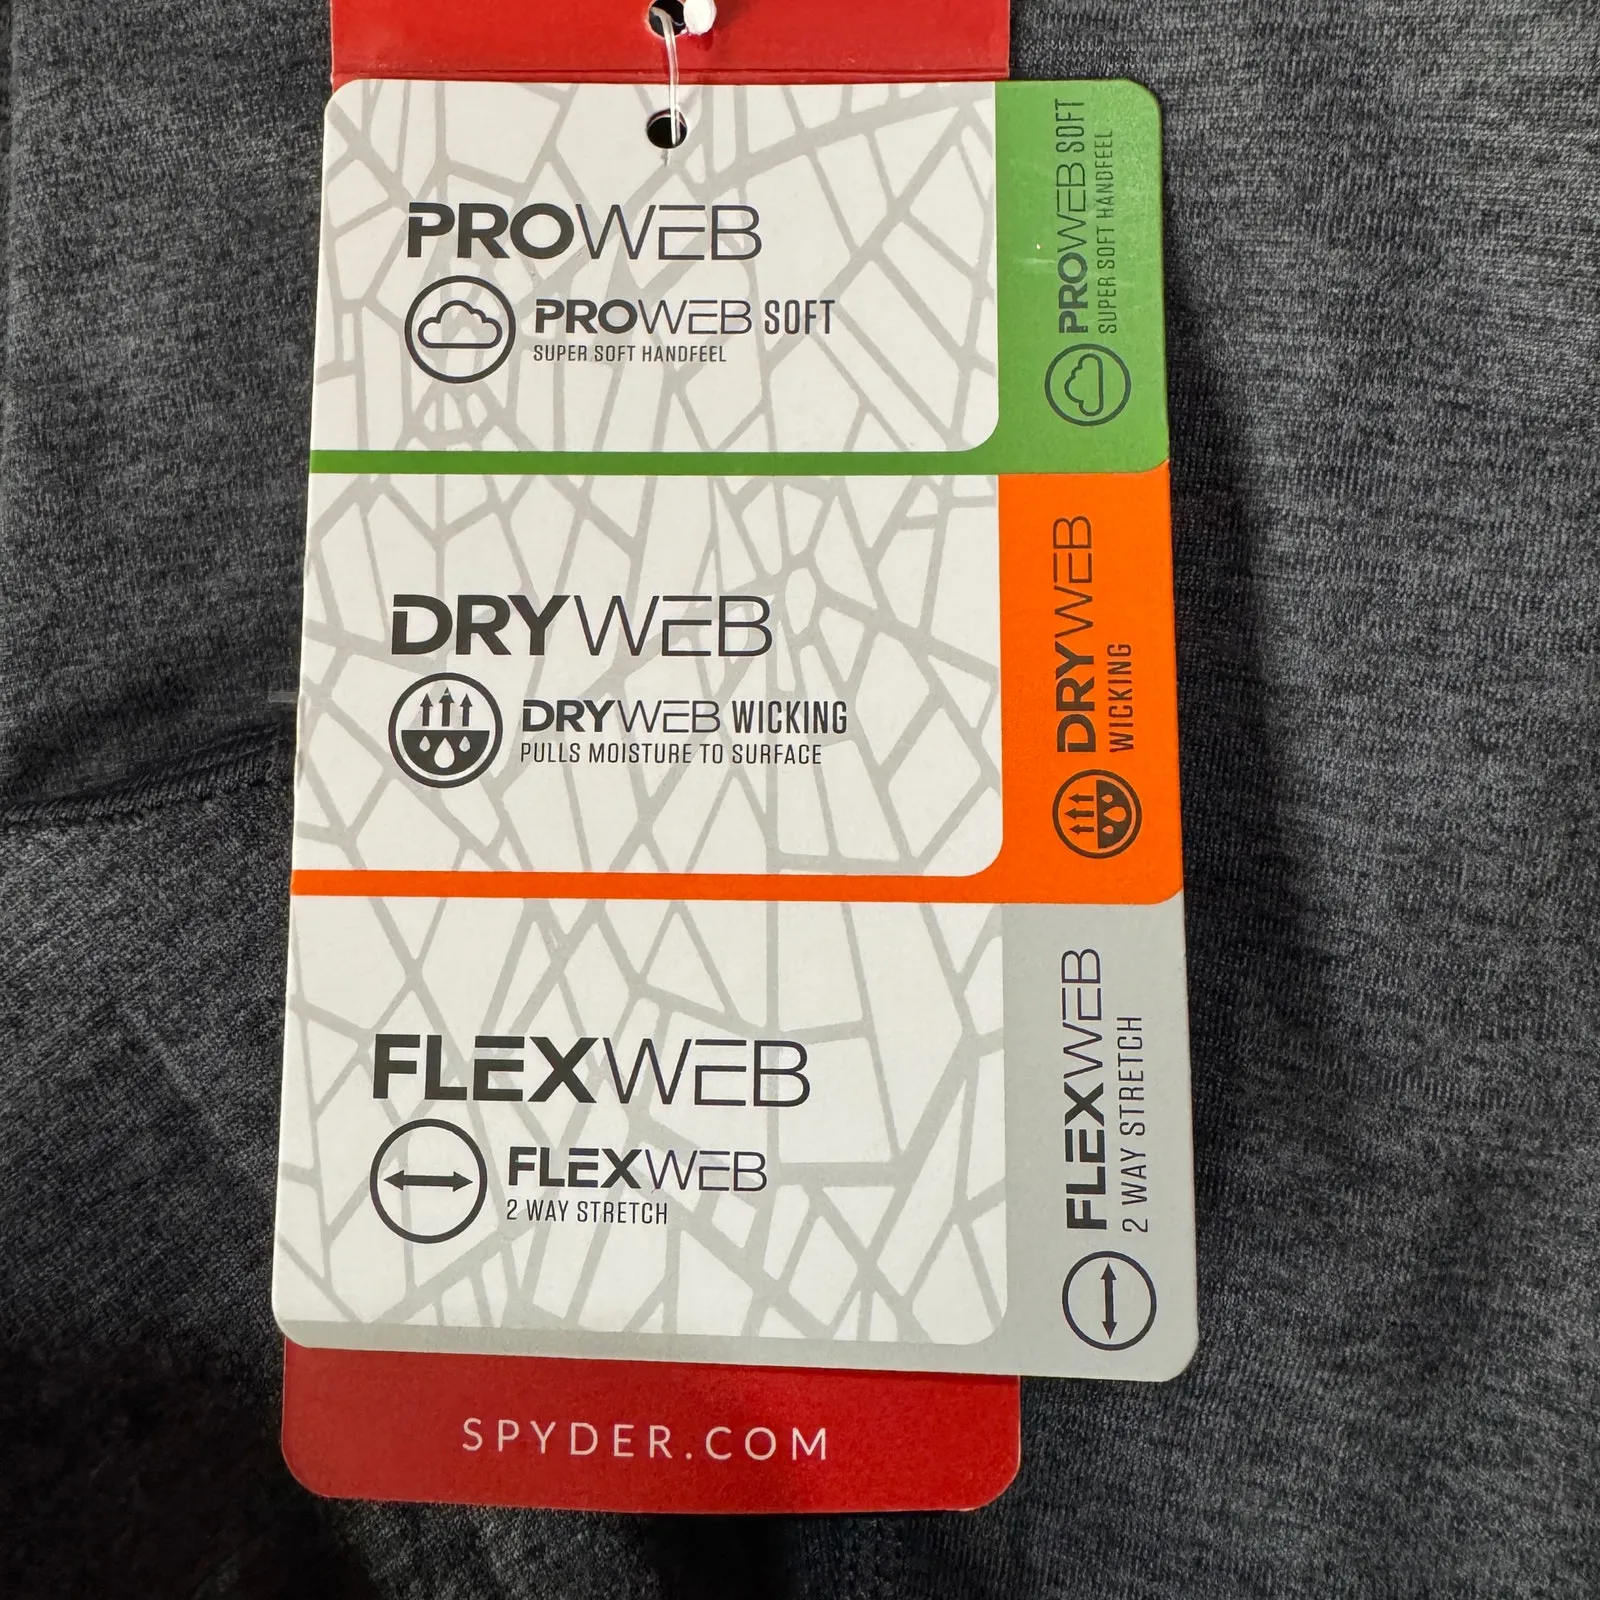 PROWEB
PROWEB SOFT
SUPER SOFT HANDFEEL
PROWEB SOFT
SUPER SOFT HANDFEEL
DRYWEB
DRYWEB WICKING
PULLS MOISTURE TO SURFACE
DRYWEB
WICKING
FLEXWEB
FLEXWEB
2 WAY STRETCH
FLEXWEB
2 WAY STRETCH
SPYDER.COM